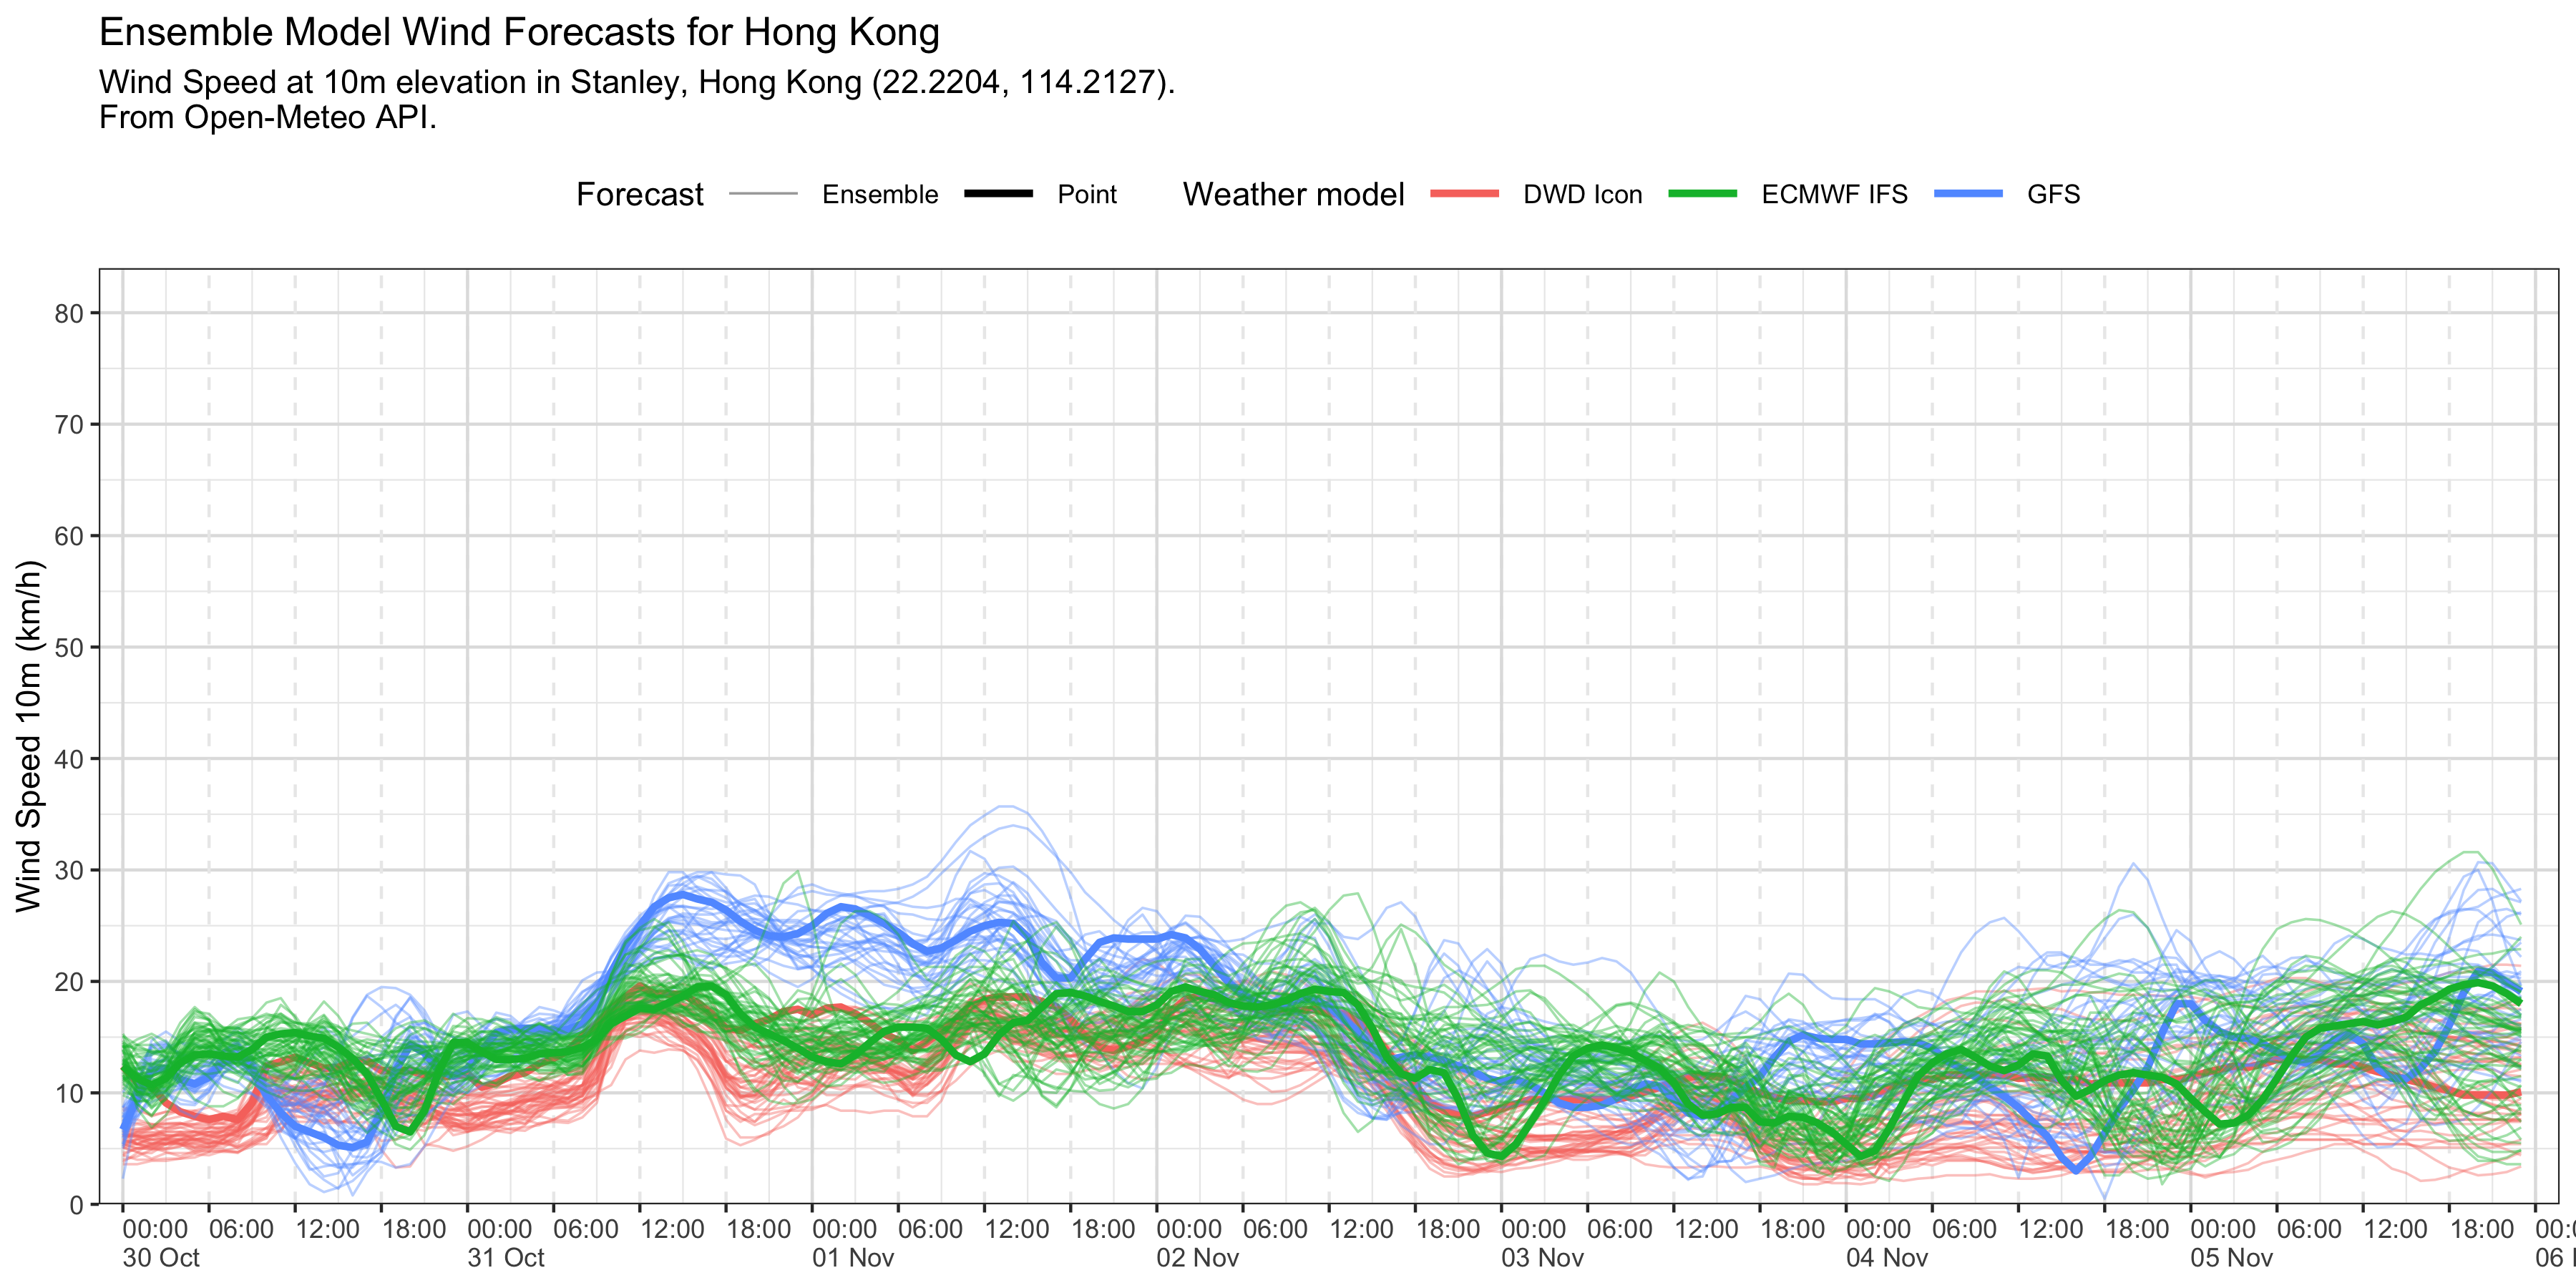 Ensemble Model Wind Forecasts for Hong Kong
Wind Speed at 10m elevation in Stanley, Hong Kong (22.2204, 114.2127).
From Open-Meteo API.
Forecast Ensemble Point Weather model DWD Icon ECMWF IFS GFS
Wind Speed 10m (km/h)
80
70
60
50
40
30
20
10
0
00:00 06:00 12:00 18:00 00:00 06:00 12:00 18:00 00:00 06:00 12:00 18:00 00:00 06:00 12:00 18:00 00:00 06:00 12:00 18:00 00:00 06:00 12:00 18:00 00:00 06:00 12:00 18:00
30 Oct 31 Oct 01 Nov 02 Nov 03 Nov 04 Nov 05 Nov 06